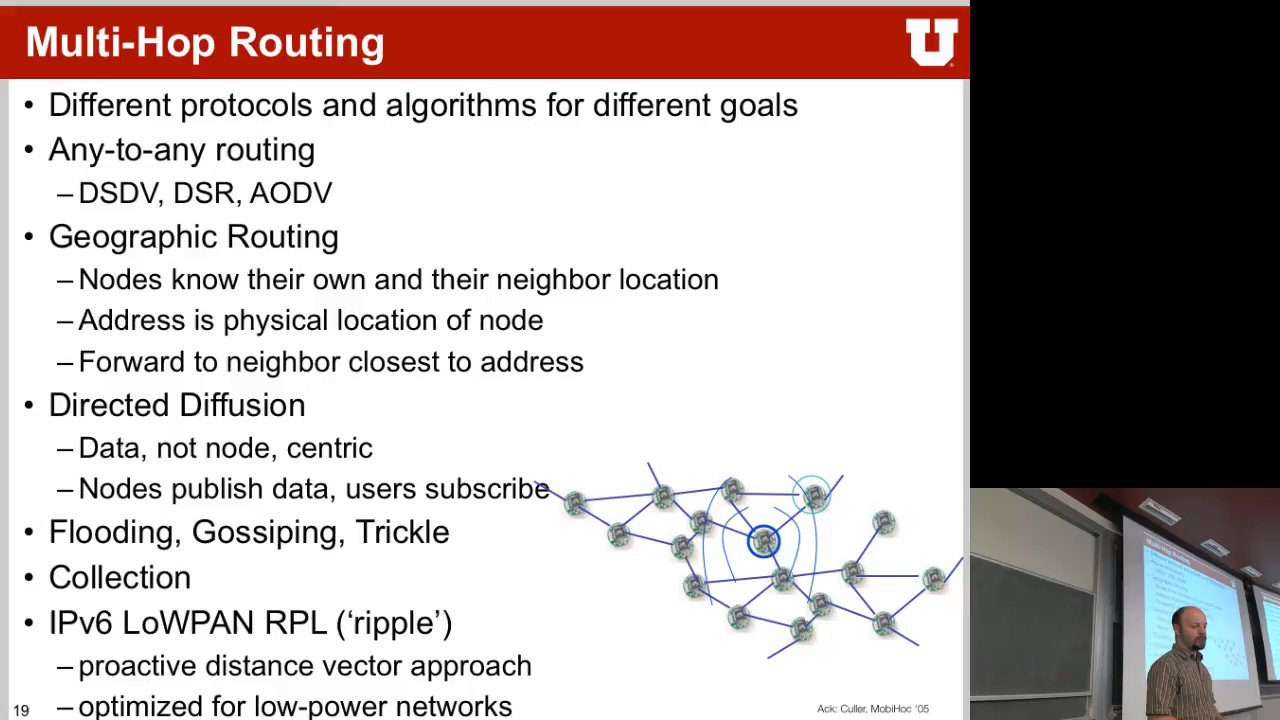 Multi-Hop Routing
U
• Different protocols and algorithms for different goals
• Any-to-any routing
– DSDV, DSR, AODV
• Geographic Routing
– Nodes know their own and their neighbor location
– Address is physical location of node
– Forward to neighbor closest to address
• Directed Diffusion
– Data, not node, centric
– Nodes publish data, users subscribe
• Flooding, Gossiping, Trickle
• Collection
• IPv6 LoWPAN RPL (‘ripple’)
– proactive distance vector approach
– optimized for low-power networks
19
Ack: Culler, MobiHoc ‘05
Multi-Hop Routing